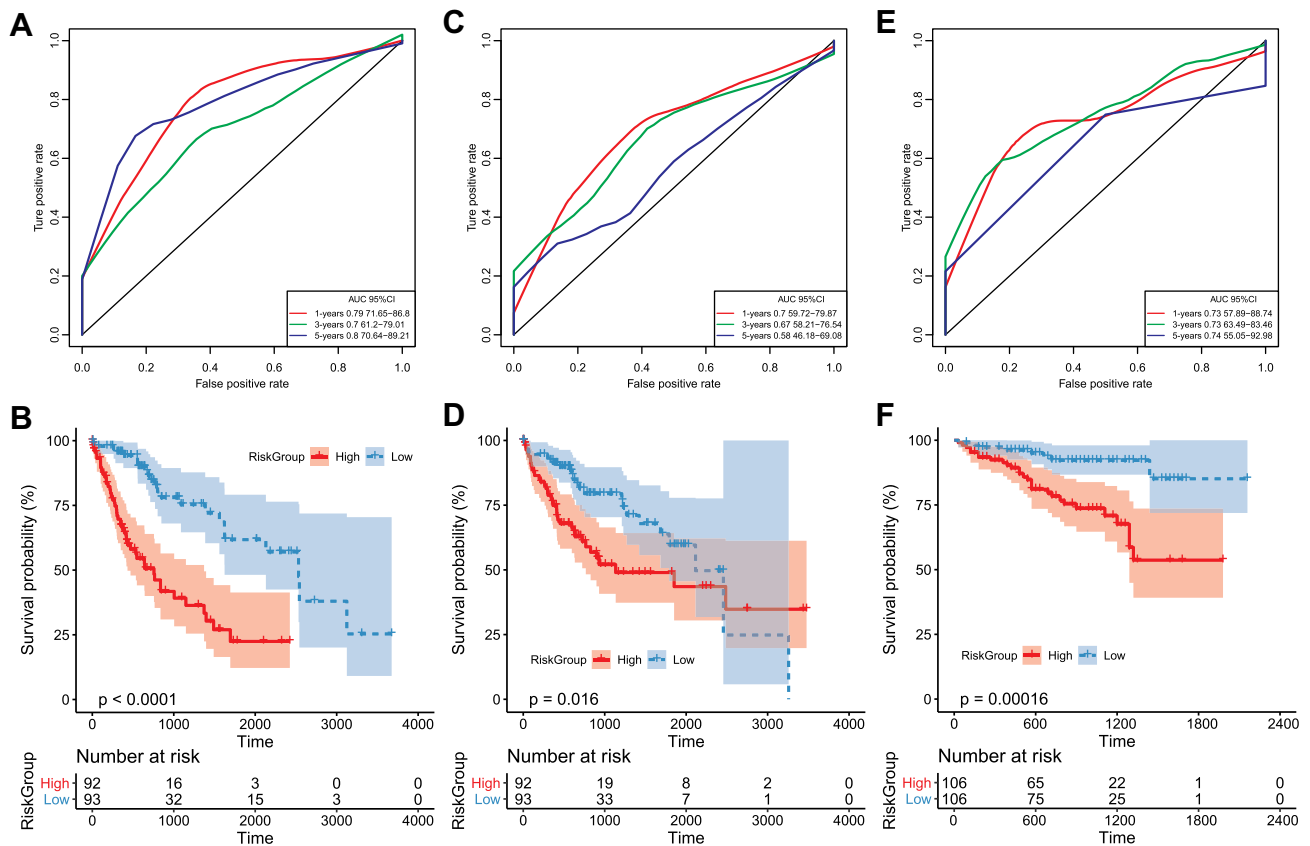 A
1.0
0.8
0.6
0.4
0.2
0.0
Ture positive rate
AUC 95%CI
1-years 0.79 71.65−86.8
3-years 0.7 61.2−79.01
5-years 0.8 70.64−89.21
0.0 0.2 0.4 0.6 0.8 1.0
False positive rate
C
1.0
0.8
0.6
0.4
0.2
0.0
Ture positive rate
AUC 95%CI
1-years 0.7 59.72−79.87
3-years 0.67 58.21−76.54
5-years 0.58 46.18−69.08
0.0 0.2 0.4 0.6 0.8 1.0
False positive rate
E
1.0
0.8
0.6
0.4
0.2
0.0
Ture positive rate
AUC 95%CI
1-years 0.73 57.89−88.74
3-years 0.73 63.49−83.46
5-years 0.74 55.05−92.98
0.0 0.2 0.4 0.6 0.8 1.0
False positive rate
B
100
75
50
25
0
Survival probability (%)
RiskGroup High Low
p < 0.0001
0 1000 2000 3000 4000
Time
Number at risk
RiskGroup
High 92 16 3 0 0
Low 93 32 15 3 0
0 1000 2000 3000 4000
Time
D
100
75
50
25
0
Survival probability (%)
RiskGroup High Low
p = 0.016
0 1000 2000 3000 4000
Time
Number at risk
RiskGroup
High 92 19 8 2 0
Low 93 33 7 1 0
0 1000 2000 3000 4000
Time
F
100
75
50
25
0
Survival probability (%)
RiskGroup High Low
p = 0.00016
0 600 1200 1800 2400
Time
Number at risk
RiskGroup
High 106 65 22 1 0
Low 106 75 25 1 0
0 600 1200 1800 2400
Time